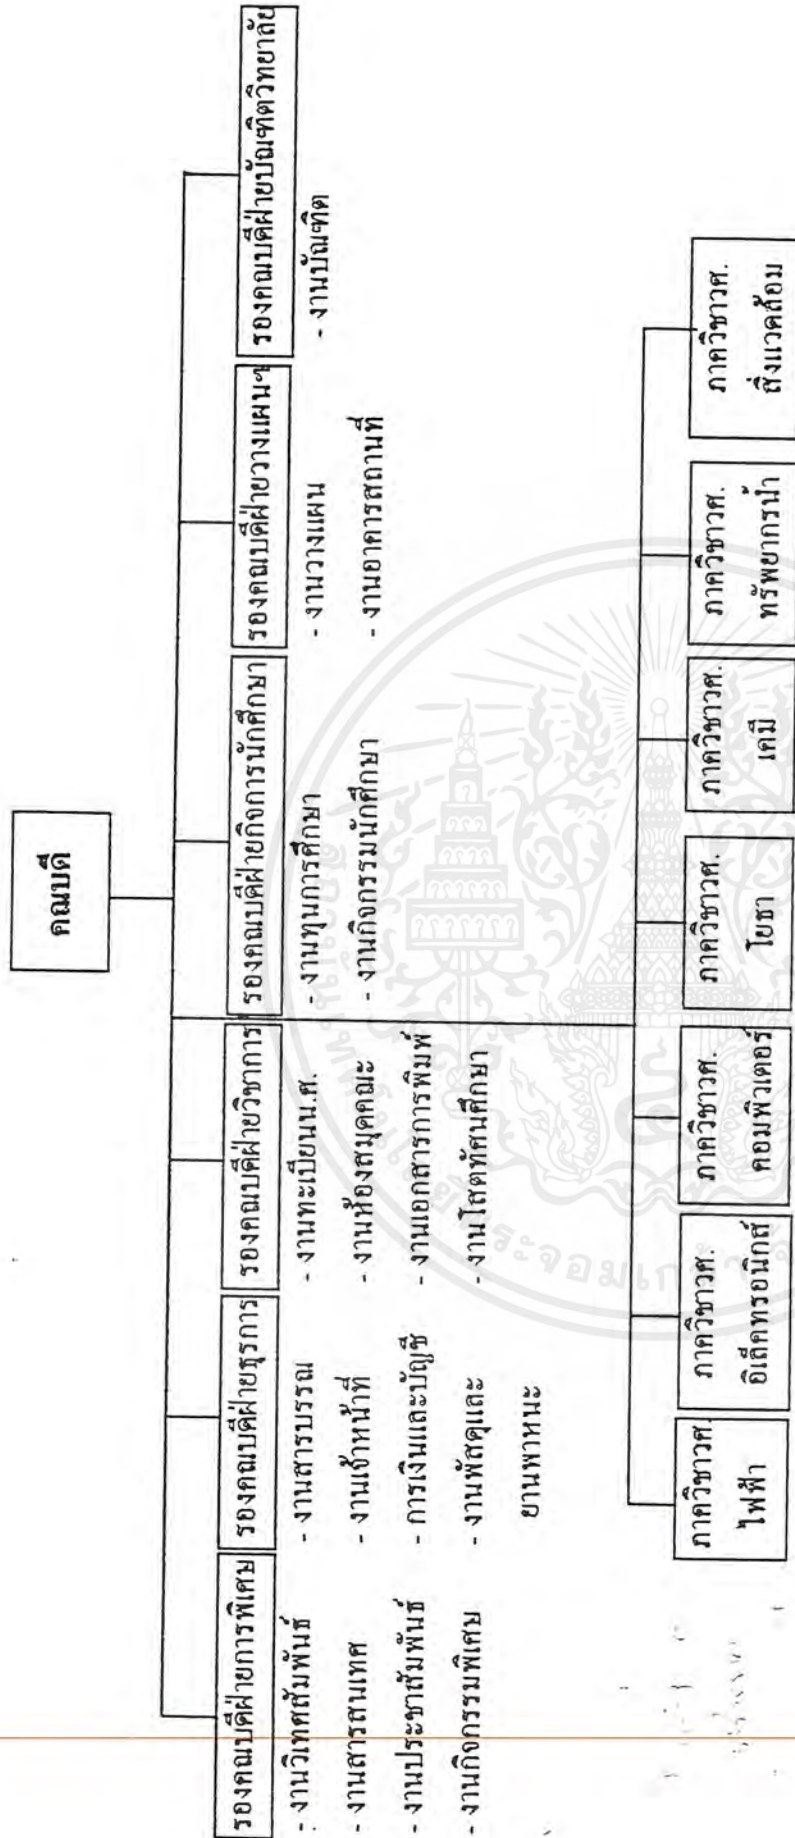 คณบดี
รองคณบดีฝ่ายการพิเศษ
- งานวิเทศสัมพันธ์
- งานสารสนเทศ
- งานประชาสัมพันธ์
- งานกิจกรรมพิเศษ
รองคณบดีฝ่ายธุรการ
- งานสารบรรณ
- งานเจ้าหน้าที่
- การเงินและบัญชี
- งานพัสดุและ
ยานพาหนะ
รองคณบดีฝ่ายวิชาการ
- งานทะเบียนน.ศ.
- งานห้องสมุดคณะ
- งานเอกสารการพิมพ์
- งานโสตทัศนศึกษา
รองคณบดีฝ่ายกิจการนักศึกษา
- งานทุนการศึกษา
- งานกิจกรรมนักศึกษา
รองคณบดีฝ่ายวางแผนฯ
- งานวางแผน
- งานอาคารสถานที่
รองคณบดีฝ่ายบัณฑิตวิทยาลัย
- งานบัณฑิต
ภาควิชาวศ.
ไฟฟ้า
ภาควิชาวศ.
อิเล็คทรอนิกส์
ภาควิชาวศ.
คอมพิวเตอร์
ภาควิชาวศ.
โยธา
ภาควิชาวศ.
เคมี
ภาควิชาวศ.
ทรัพยากรน้ำ
ภาควิชาวศ.
สิ่งแวดล้อม